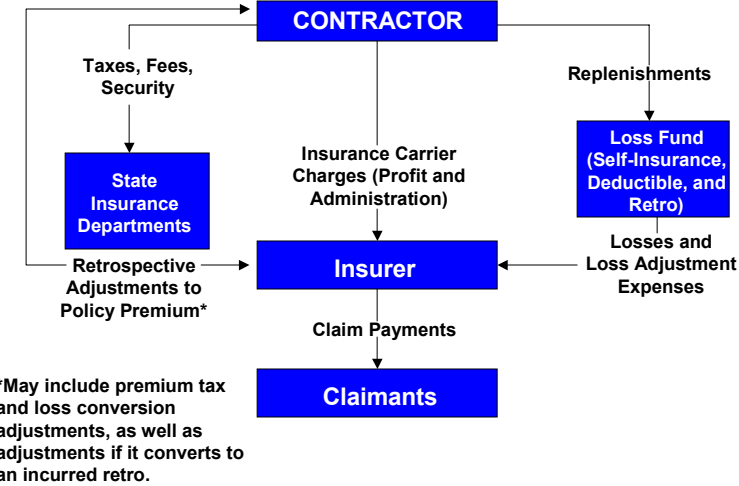 CONTRACTOR
Taxes, Fees,
Security
Replenishments
Insurance Carrier
Charges (Profit and
Administration)
Loss Fund
(Self-Insurance,
Deductible, and
Retro)
State
Insurance
Departments
Retrospective
Adjustments to
Policy Premium*
Insurer
Losses and
Loss Adjustment
Expenses
Claim Payments
Claimants
*May include premium tax
and loss conversion
adjustments, as well as
adjustments if it converts to
an incurred retro.